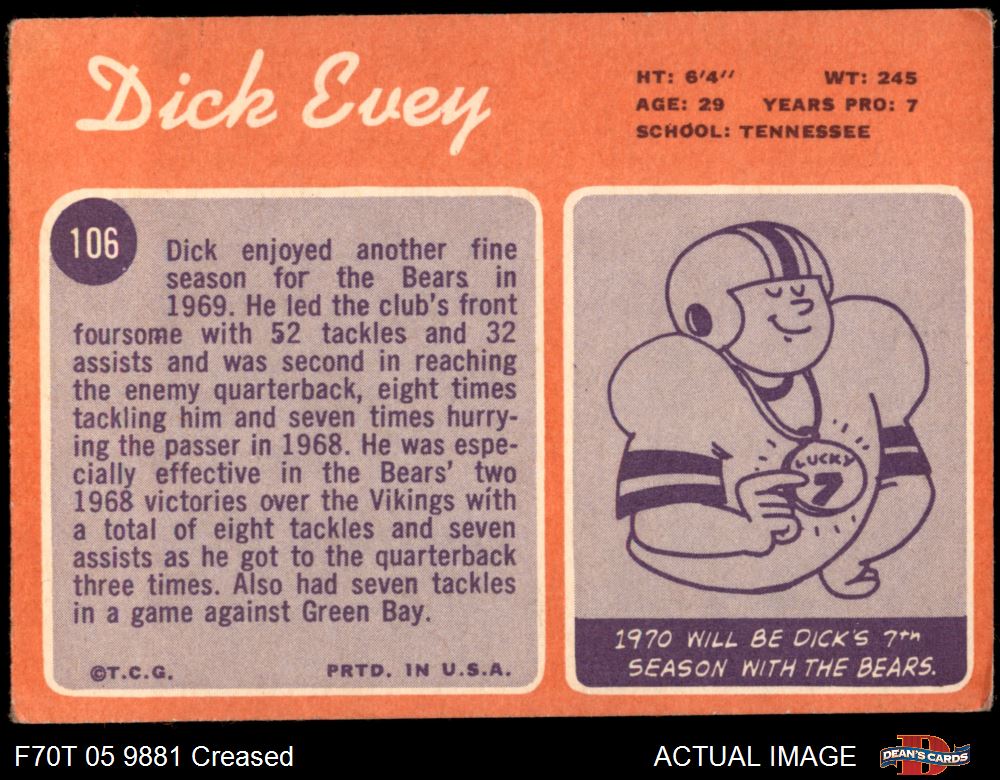 Dick Evey
HT: 6'4" WT: 245
AGE: 29 YEARS PRO: 7
SCHOOL: TENNESSEE
106
Dick enjoyed another fine
season for the Bears in
1969. He led the club's front
foursome with 52 tackles and 32
assists and was second in reaching
the enemy quarterback, eight times
tackling him and seven times hurry-
ing the passer in 1968. He was espe-
cially effective in the Bears' two
1968 victories over the Vikings with
a total of eight tackles and seven
assists as he got to the quarterback
three times. Also had seven tackles
in a game against Green Bay.
©T.C.G. PRTD. IN U.S.A.
LUCKY
7
1970 WILL BE DICK'S 7th
SEASON WITH THE BEARS.
F70T 05 9881 Creased
ACTUAL IMAGE
D
DEAN'S CARDS